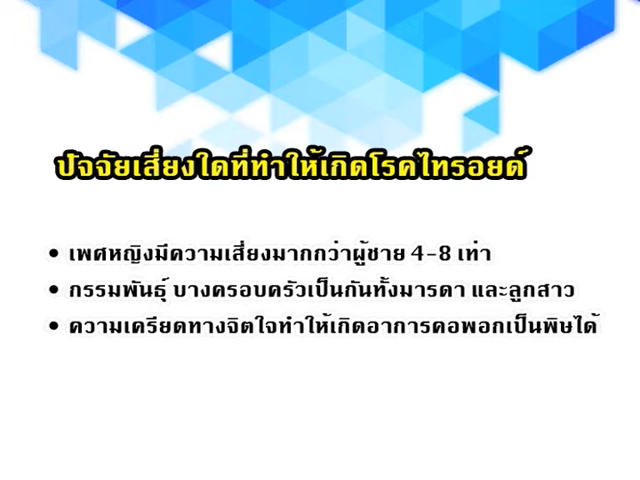 ปัจจัยเสี่ยงใดที่ทำให้เกิดโรคไทรอยด์
• เพศหญิงมีความเสี่ยงมากกว่าผู้ชาย 4-8 เท่า
• กรรมพันธุ์ บางครอบครัวเป็นกันทั้งมารดา และลูกสาว
• ความเครียดทางจิตใจทำให้เกิดอาการคอพอกเป็นพิษได้